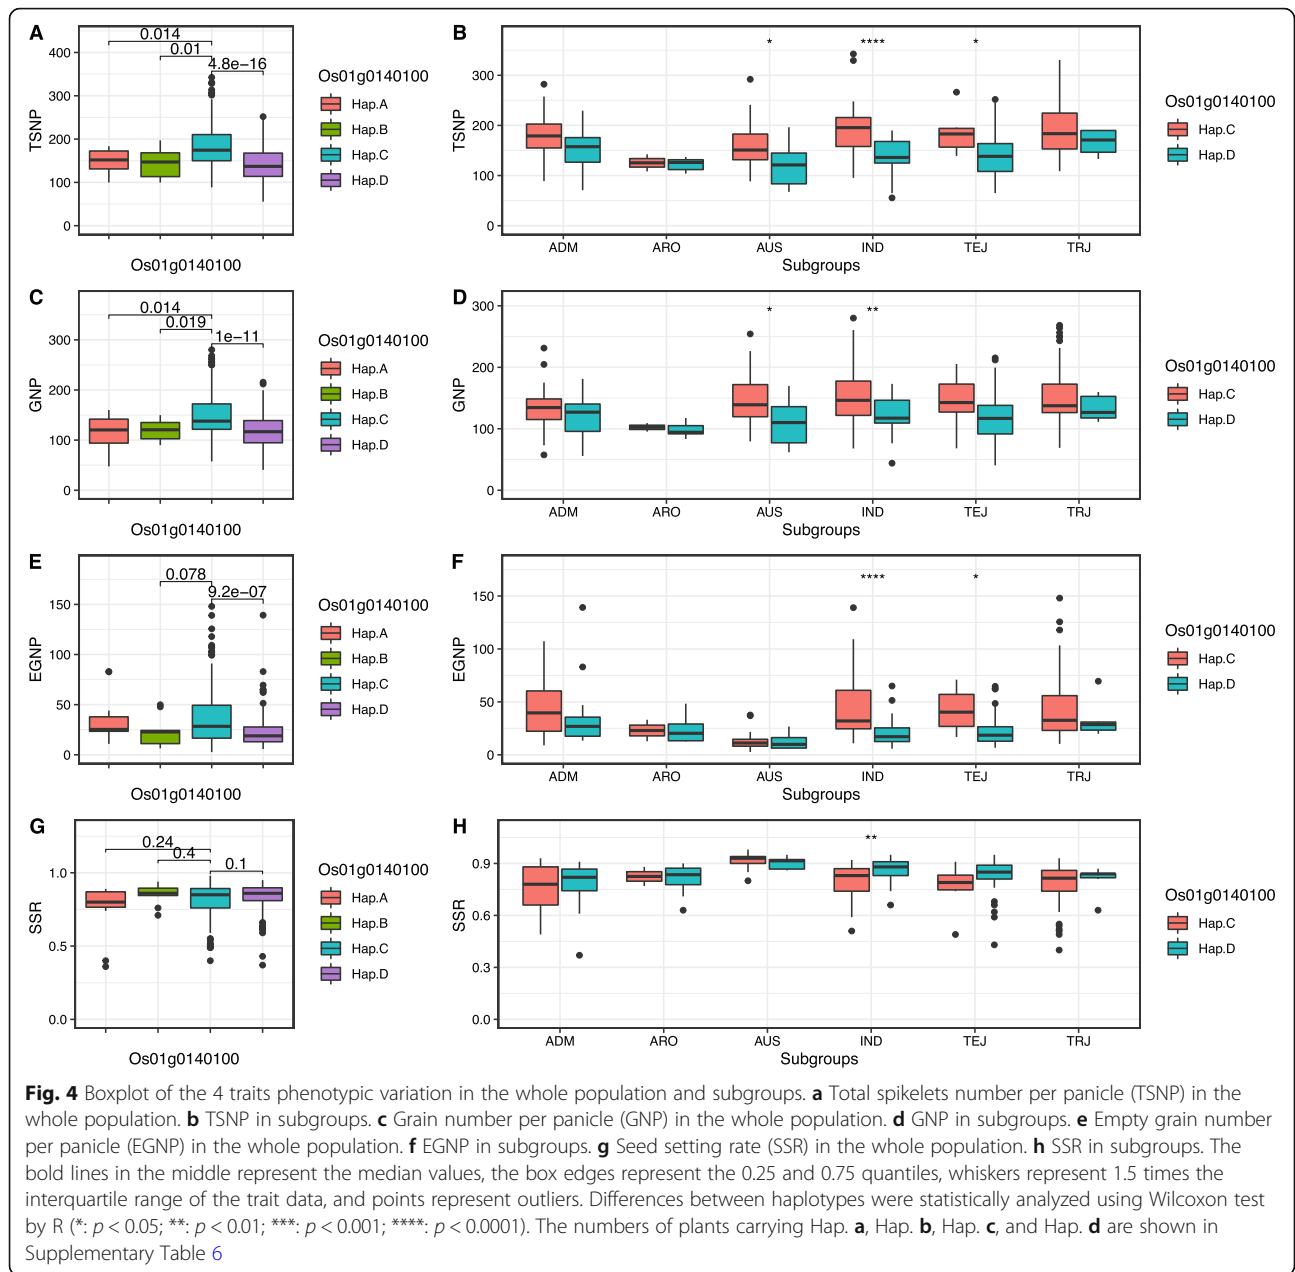 A
TSNP
400
300
200
100
0
0.014
0.01
4.8e−16
Os01g0140100
Os01g0140100
Hap.A
Hap.B
Hap.C
Hap.D
B
TSNP
300
200
100
0
* **** *
ADM ARO AUS IND TEJ TRJ
Subgroups
Os01g0140100
Hap.C
Hap.D
C
GNP
300
200
100
0
0.014
0.019
1e−11
Os01g0140100
Os01g0140100
Hap.A
Hap.B
Hap.C
Hap.D
D
GNP
300
200
100
0
* **
ADM ARO AUS IND TEJ TRJ
Subgroups
Os01g0140100
Hap.C
Hap.D
E
EGNP
150
100
50
0
0.078
9.2e−07
Os01g0140100
Os01g0140100
Hap.A
Hap.B
Hap.C
Hap.D
F
EGNP
150
100
50
0
**** *
ADM ARO AUS IND TEJ TRJ
Subgroups
Os01g0140100
Hap.C
Hap.D
G
SSR
1.0
0.5
0.0
0.24
0.4
0.1
Os01g0140100
Os01g0140100
Hap.A
Hap.B
Hap.C
Hap.D
H
SSR
0.9
0.6
0.3
0.0
**
ADM ARO AUS IND TEJ TRJ
Subgroups
Os01g0140100
Hap.C
Hap.D
Fig. 4 Boxplot of the 4 traits phenotypic variation in the whole population and subgroups. a Total spikelets number per panicle (TSNP) in the
whole population. b TSNP in subgroups. c Grain number per panicle (GNP) in the whole population. d GNP in subgroups. e Empty grain number
per panicle (EGNP) in the whole population. f EGNP in subgroups. g Seed setting rate (SSR) in the whole population. h SSR in subgroups. The
bold lines in the middle represent the median values, the box edges represent the 0.25 and 0.75 quantiles, whiskers represent 1.5 times the
interquartile range of the trait data, and points represent outliers. Differences between haplotypes were statistically analyzed using Wilcoxon test
by R (*: p < 0.05; **: p < 0.01; ***: p < 0.001; ****: p < 0.0001). The numbers of plants carrying Hap. a, Hap. b, Hap. c, and Hap. d are shown in
Supplementary Table 6